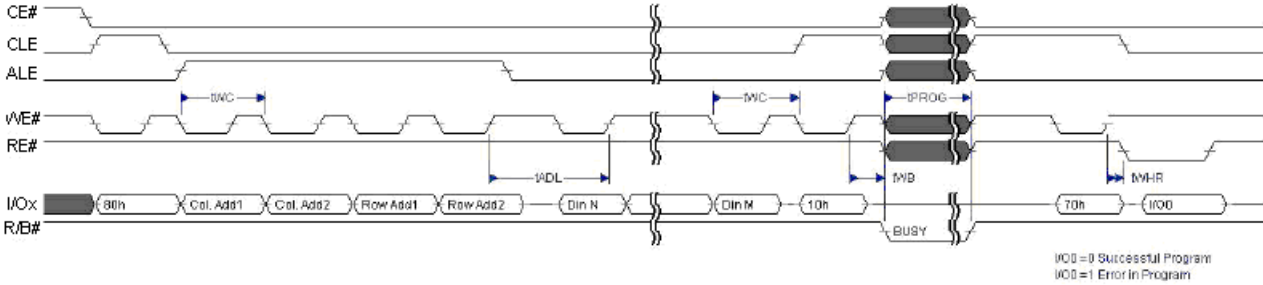 CE#
CLE
ALE
tWC
tWC
tPROG
WE#
RE#
tADL
tWB
tWHR
I/Ox
80h
Col. Add1
Col. Add2
Row Add1
Row Add2
Din N
Din M
10h
70h
I/O0
R/B#
BUSY
I/O0=0 Successful Program
I/O0=1 Error in Program